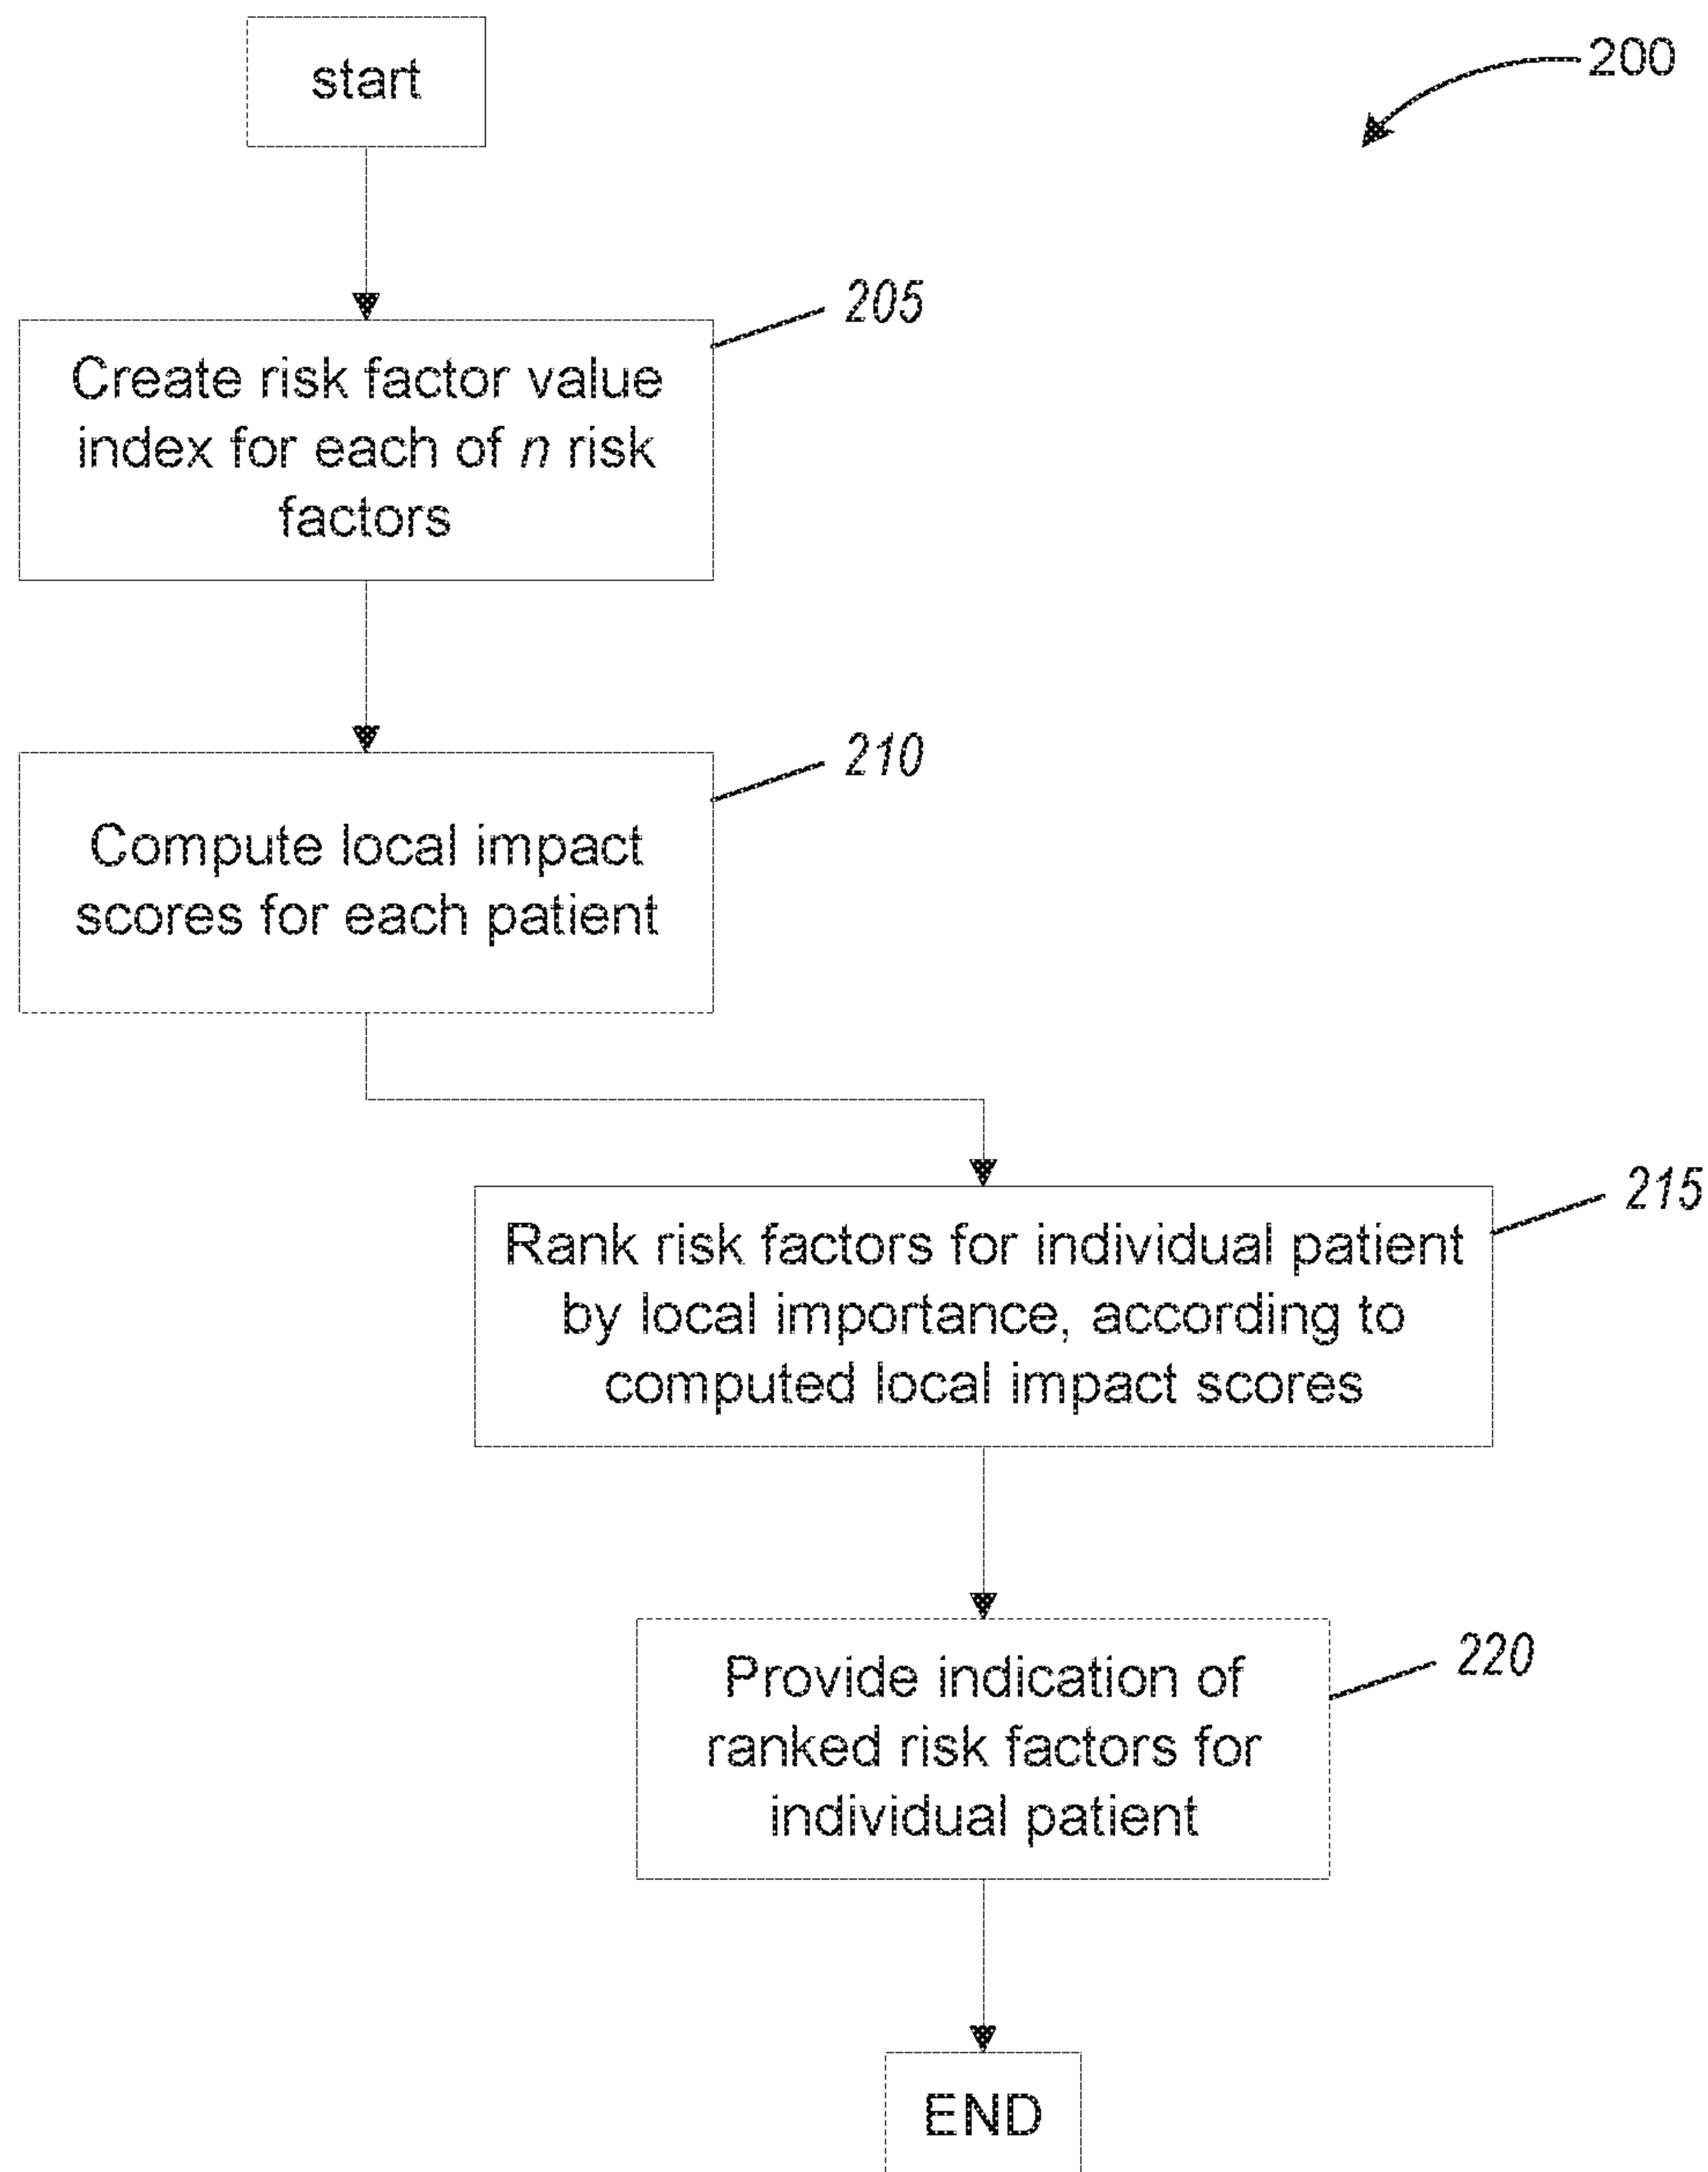 start
200
205
Create risk factor value
index for each of n risk
factors
210
Compute local impact
scores for each patient
215
Rank risk factors for individual patient
by local importance, according to
computed local impact scores
220
Provide indication of
ranked risk factors for
individual patient
END